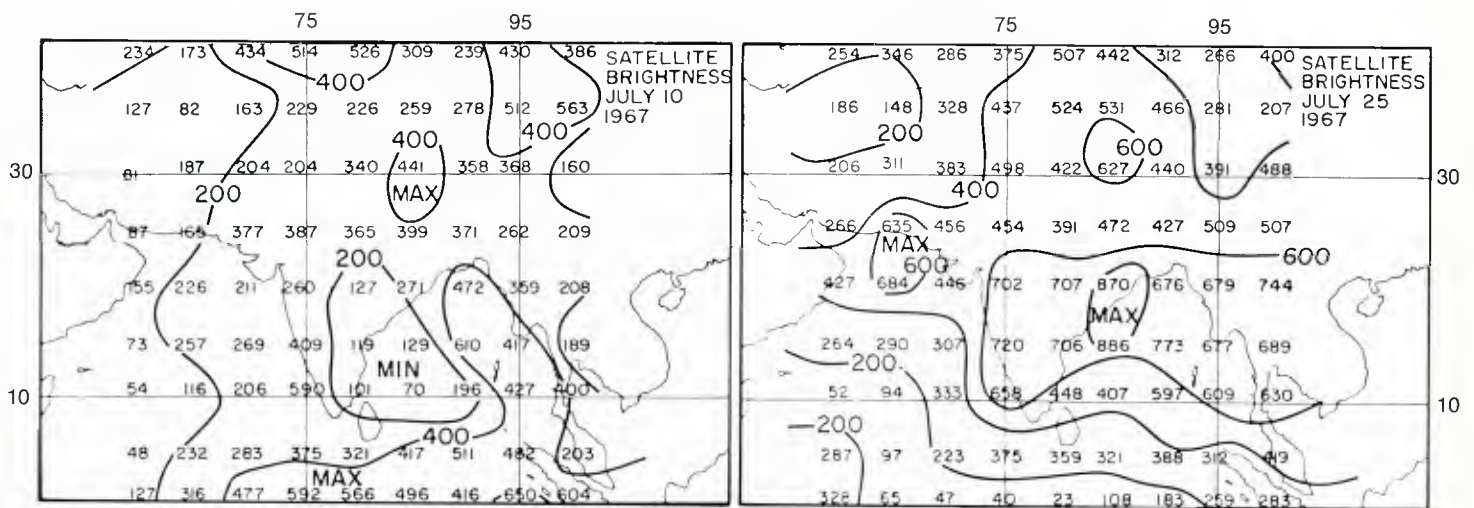 75 95
234 173 434 514 526 309 239 430 386
SATELLITE
BRIGHTNESS
JULY 10
1967
400
127 82 163 229 226 259 278 512 563
400 400
81 187 204 204 340 441 358 368 160
30
200 MAX
87 165 377 387 365 399 371 262 209
200
155 226 211 260 127 271 472 359 208
73 257 269 409 119 129 610 417 189
MIN
10 54 116 206 590 101 70 196 427 400
400
48 232 283 375 321 417 511 482 203
MAX
127 316 477 592 566 496 416 650 604
75 95
254 346 286 375 507 442 312 266 400
SATELLITE
BRIGHTNESS
JULY 25
1967
186 148 328 437 524 531 466 281 207
200 600
206 311 383 498 422 627 440 391 488
30
400
266 635 456 454 391 472 427 509 507
MAX
600 600
427 684 446 702 707 870 676 679 744
MAX
264 290 307 720 706 886 773 677 689
200
52 94 333 658 448 407 597 609 630
10
200
287 97 223 375 359 321 388 312 419
328 65 47 40 23 108 183 259 283